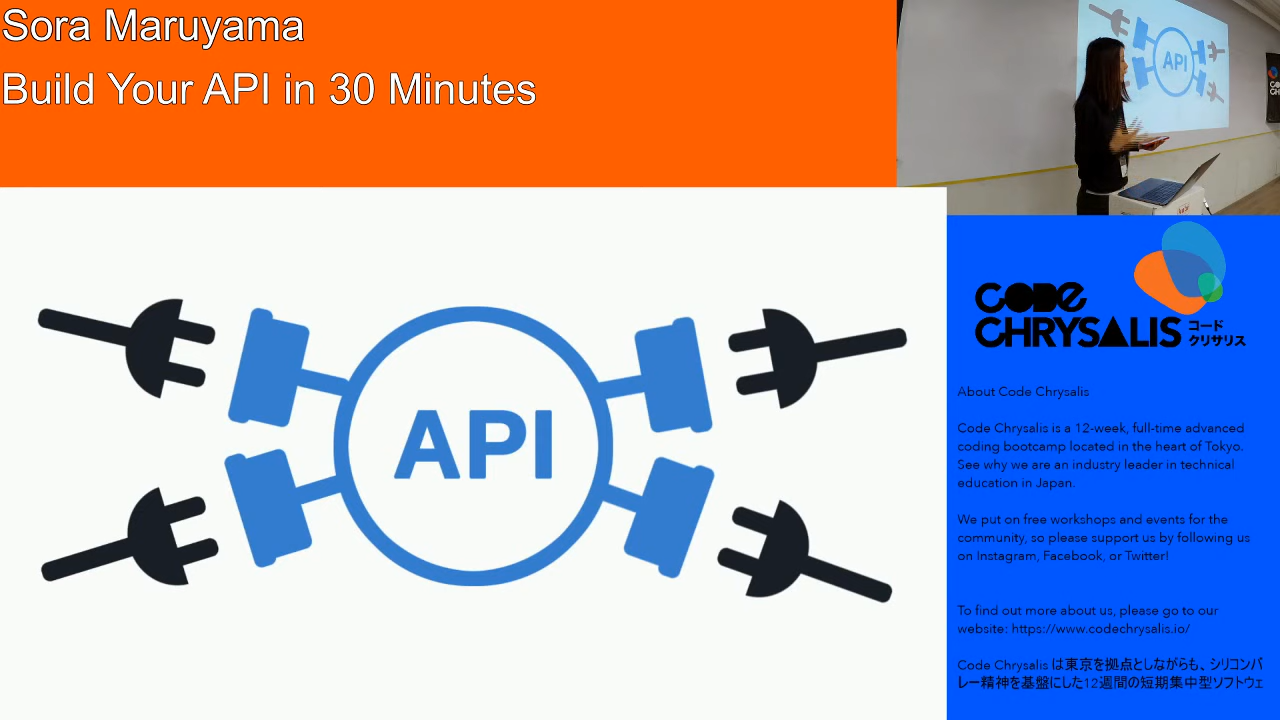 Sora Maruyama
Build Your API in 30 Minutes
API
API
CODE
CHRYSALIS コード
クリサリス
About Code Chrysalis
Code Chrysalis is a 12-week, full-time advanced
coding bootcamp located in the heart of Tokyo.
See why we are an industry leader in technical
education in Japan.
We put on free workshops and events for the
community, so please support us by following us
on Instagram, Facebook, or Twitter!
To find out more about us, please go to our
website: https://www.codechrysalis.io/
Code Chrysalis は東京を拠点としながらも、シリコンバ
レー精神を基盤にした12週間の短期集中型ソフトウェ